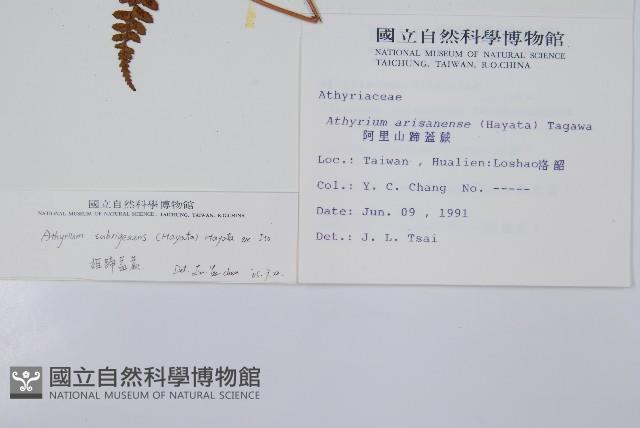 國立自然科學博物館
NATIONAL MUSEUM OF NATURAL SCIENCE
TAICHUNG, TAIWAN, R.O.CHINA
Athyriaceae
Athyrium arisanense (Hayata) Tagawa
阿里山蹄蓋蕨
Loc.: Taiwan , Hualien:Loshao洛韶
Col.: Y. C. Chang No. -----
Date: Jun. 09 , 1991
Det.: J. L. Tsai
國立自然科學博物館
NATIONAL MUSEUM OF NATURAL SCIENCE, TAICHUNG, TAIWAN, R.O.CHINA
Athyrium subrigescens (Hayata) Hayata ex Ito
蹄蓋蕨 Det.
國立自然科學博物館
NATIONAL MUSEUM OF NATURAL SCIENCE